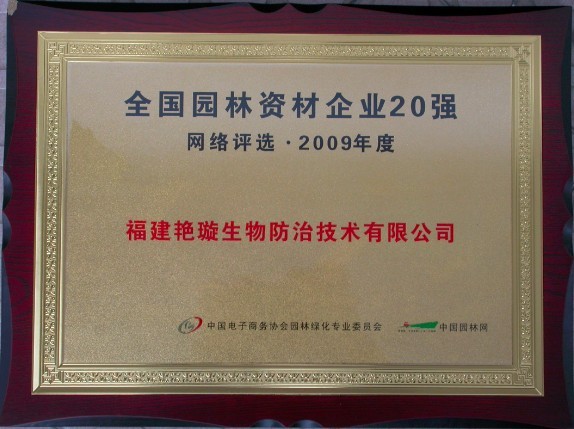 全国园林资材企业20强
网络评选·2009年度
福建艳璇生物防治技术有限公司
中国电子商务协会园林绿化专业委员会 中国园林网